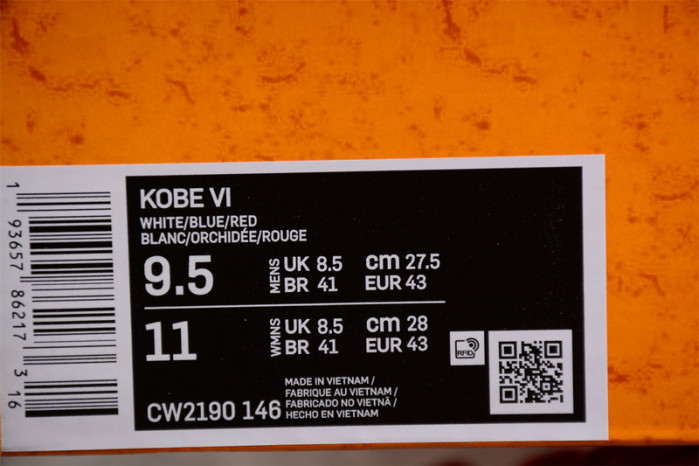 KOBE VI
WHITE/BLUE/RED
BLANC/ORCHIDÉE/ROUGE
9.5
MENS
UK 8.5 cm 27.5
BR 41 EUR 43
11
WMNS
UK 8.5 cm 28
BR 41 EUR 43
RFID
CW2190 146
MADE IN VIETNAM /
FABRIQUE AU VIETNAM /
FABRICADO NO VIETNÃ /
HECHO EN VIETNAM
1 93657 86217 3 16